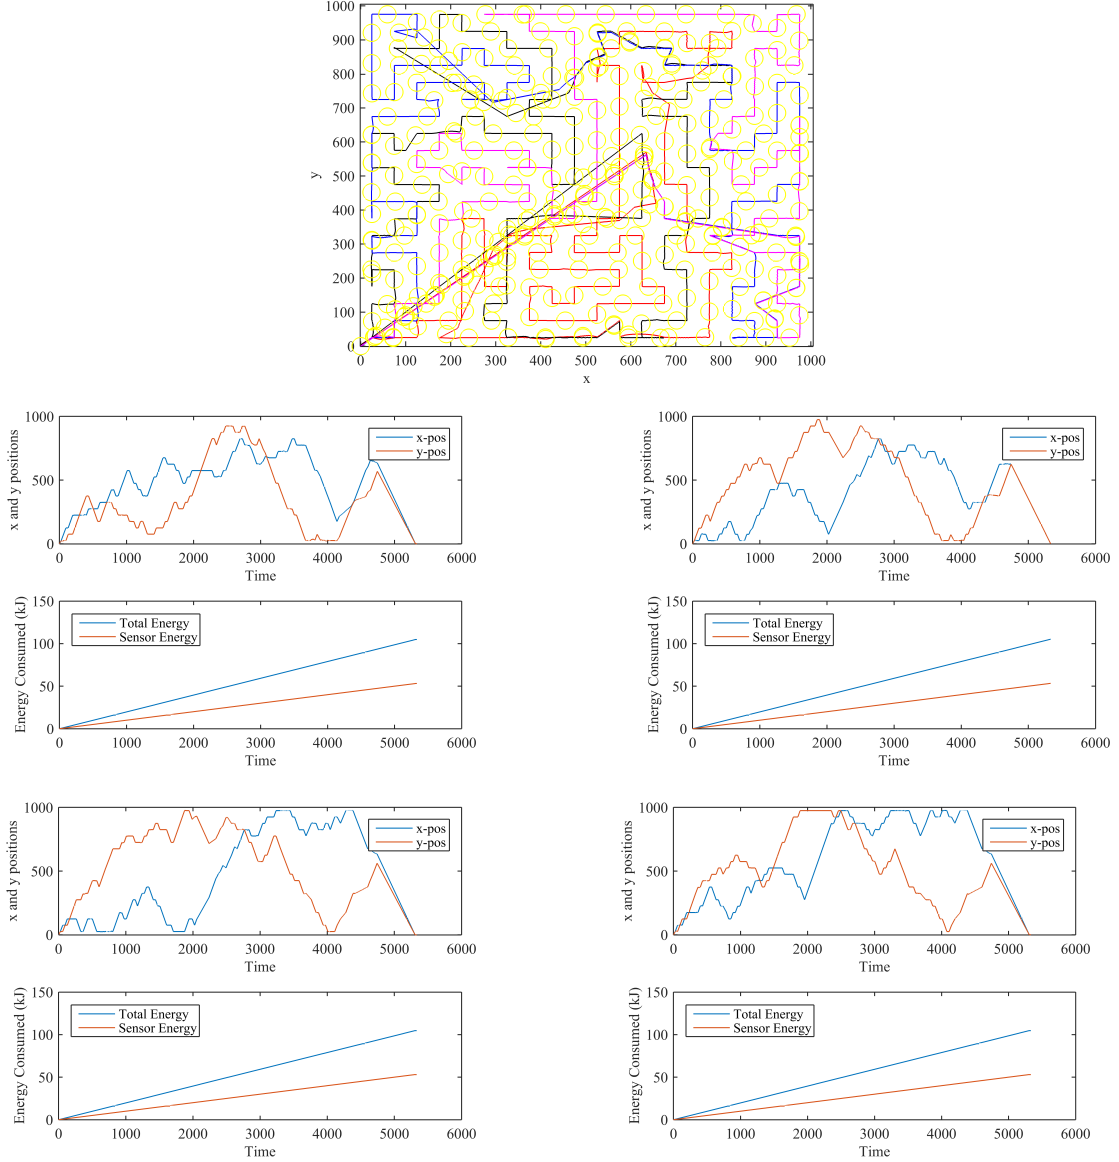 1000
900
800
700
600
500
400
300
200
100
0
y
0 100 200 300 400 500 600 700 800 900 1000
x
1000
500
0
x and y positions
x-pos
y-pos
0 1000 2000 3000 4000 5000 6000
Time
1000
500
0
x and y positions
x-pos
y-pos
0 1000 2000 3000 4000 5000 6000
Time
150
100
50
0
Energy Consumed (kJ)
Total Energy
Sensor Energy
0 1000 2000 3000 4000 5000 6000
Time
150
100
50
0
Energy Consumed (kJ)
Total Energy
Sensor Energy
0 1000 2000 3000 4000 5000 6000
Time
1000
500
0
x and y positions
x-pos
y-pos
0 1000 2000 3000 4000 5000 6000
Time
1000
500
0
x and y positions
x-pos
y-pos
0 1000 2000 3000 4000 5000 6000
Time
150
100
50
0
Energy Consumed (kJ)
Total Energy
Sensor Energy
0 1000 2000 3000 4000 5000 6000
Time
150
100
50
0
Energy Consumed (kJ)
Total Energy
Sensor Energy
0 1000 2000 3000 4000 5000 6000
Time